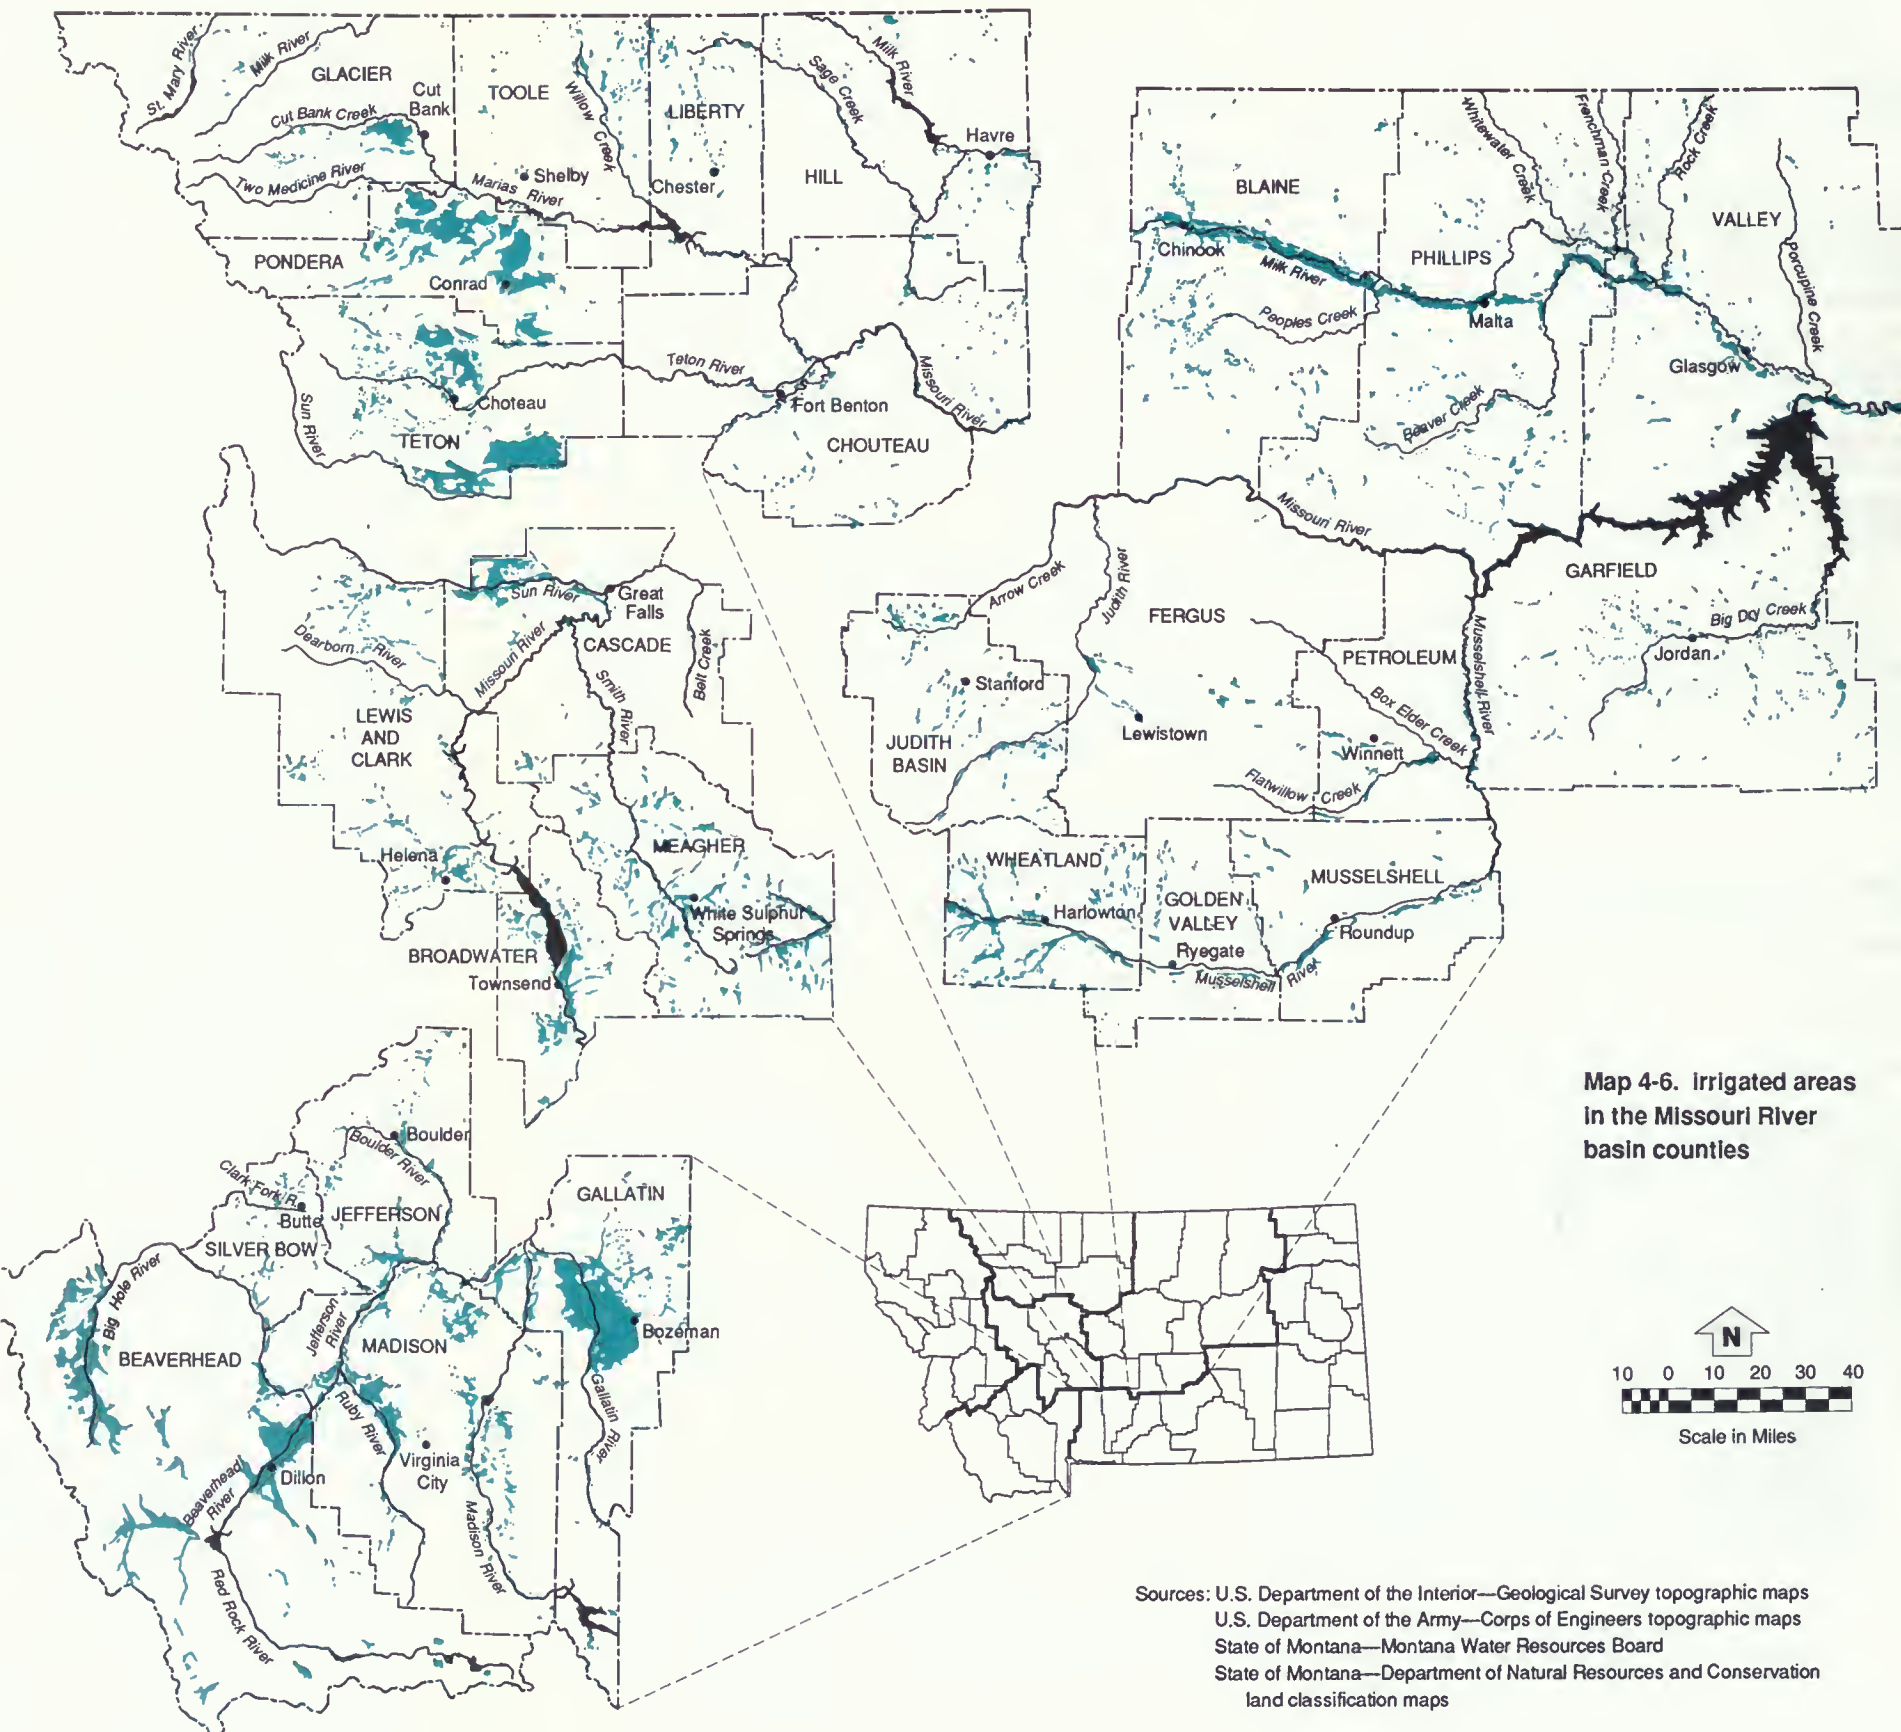 St. Mary River
Milk River
GLACIER
Cut
Bank
Cut Bank Creek
Two Medicine River
TOOLE
Willow Creek
Shelby
Marias River
LIBERTY
Chester
Sage Creek
Milk River
Havre
HILL
PONDERA
Conrad
Sun River
Choteau
TETON
Teton River
Fort Benton
Missouri River
CHOUTEAU
BLAINE
Chinook
Milk River
Peoples Creek
Whitewater Creek
Frenchman Creek
Rock Creek
PHILLIPS
Malta
Beaver Creek
VALLEY
Porcupine Creek
Glasgow
Sun River
Great
Falls
Dearborn River
Missouri River
CASCADE
Belt Creek
Smith River
LEWIS
AND
CLARK
Helena
MEAGHER
White Sulphur
Springs
BROADWATER
Townsend
Arrow Creek
Judith River
Missouri River
FERGUS
Stanford
JUDITH
BASIN
Lewistown
PETROLEUM
Musselshell River
Box Elder Creek
Winnett
Flatwillow Creek
GARFIELD
Big Dry Creek
Jordan
WHEATLAND
Harlowton
GOLDEN
VALLEY
Ryegate
Musselshell River
MUSSELSHELL
Roundup
Boulder
Boulder River
Clark Fork R.
Butte
JEFFERSON
SILVER BOW
GALLATIN
Big Hole River
Jefferson
River
MADISON
BEAVERHEAD
Bozeman
Ruby River
Gallatin River
Virginia
City
Dillon
Beaverhead
River
Madison River
Red Rock River
Map 4-6. Irrigated areas
in the Missouri River
basin counties
N
10 0 10 20 30 40
Scale in Miles
Sources: U.S. Department of the Interior—Geological Survey topographic maps
U.S. Department of the Army—Corps of Engineers topographic maps
State of Montana—Montana Water Resources Board
State of Montana—Department of Natural Resources and Conservation
land classification maps